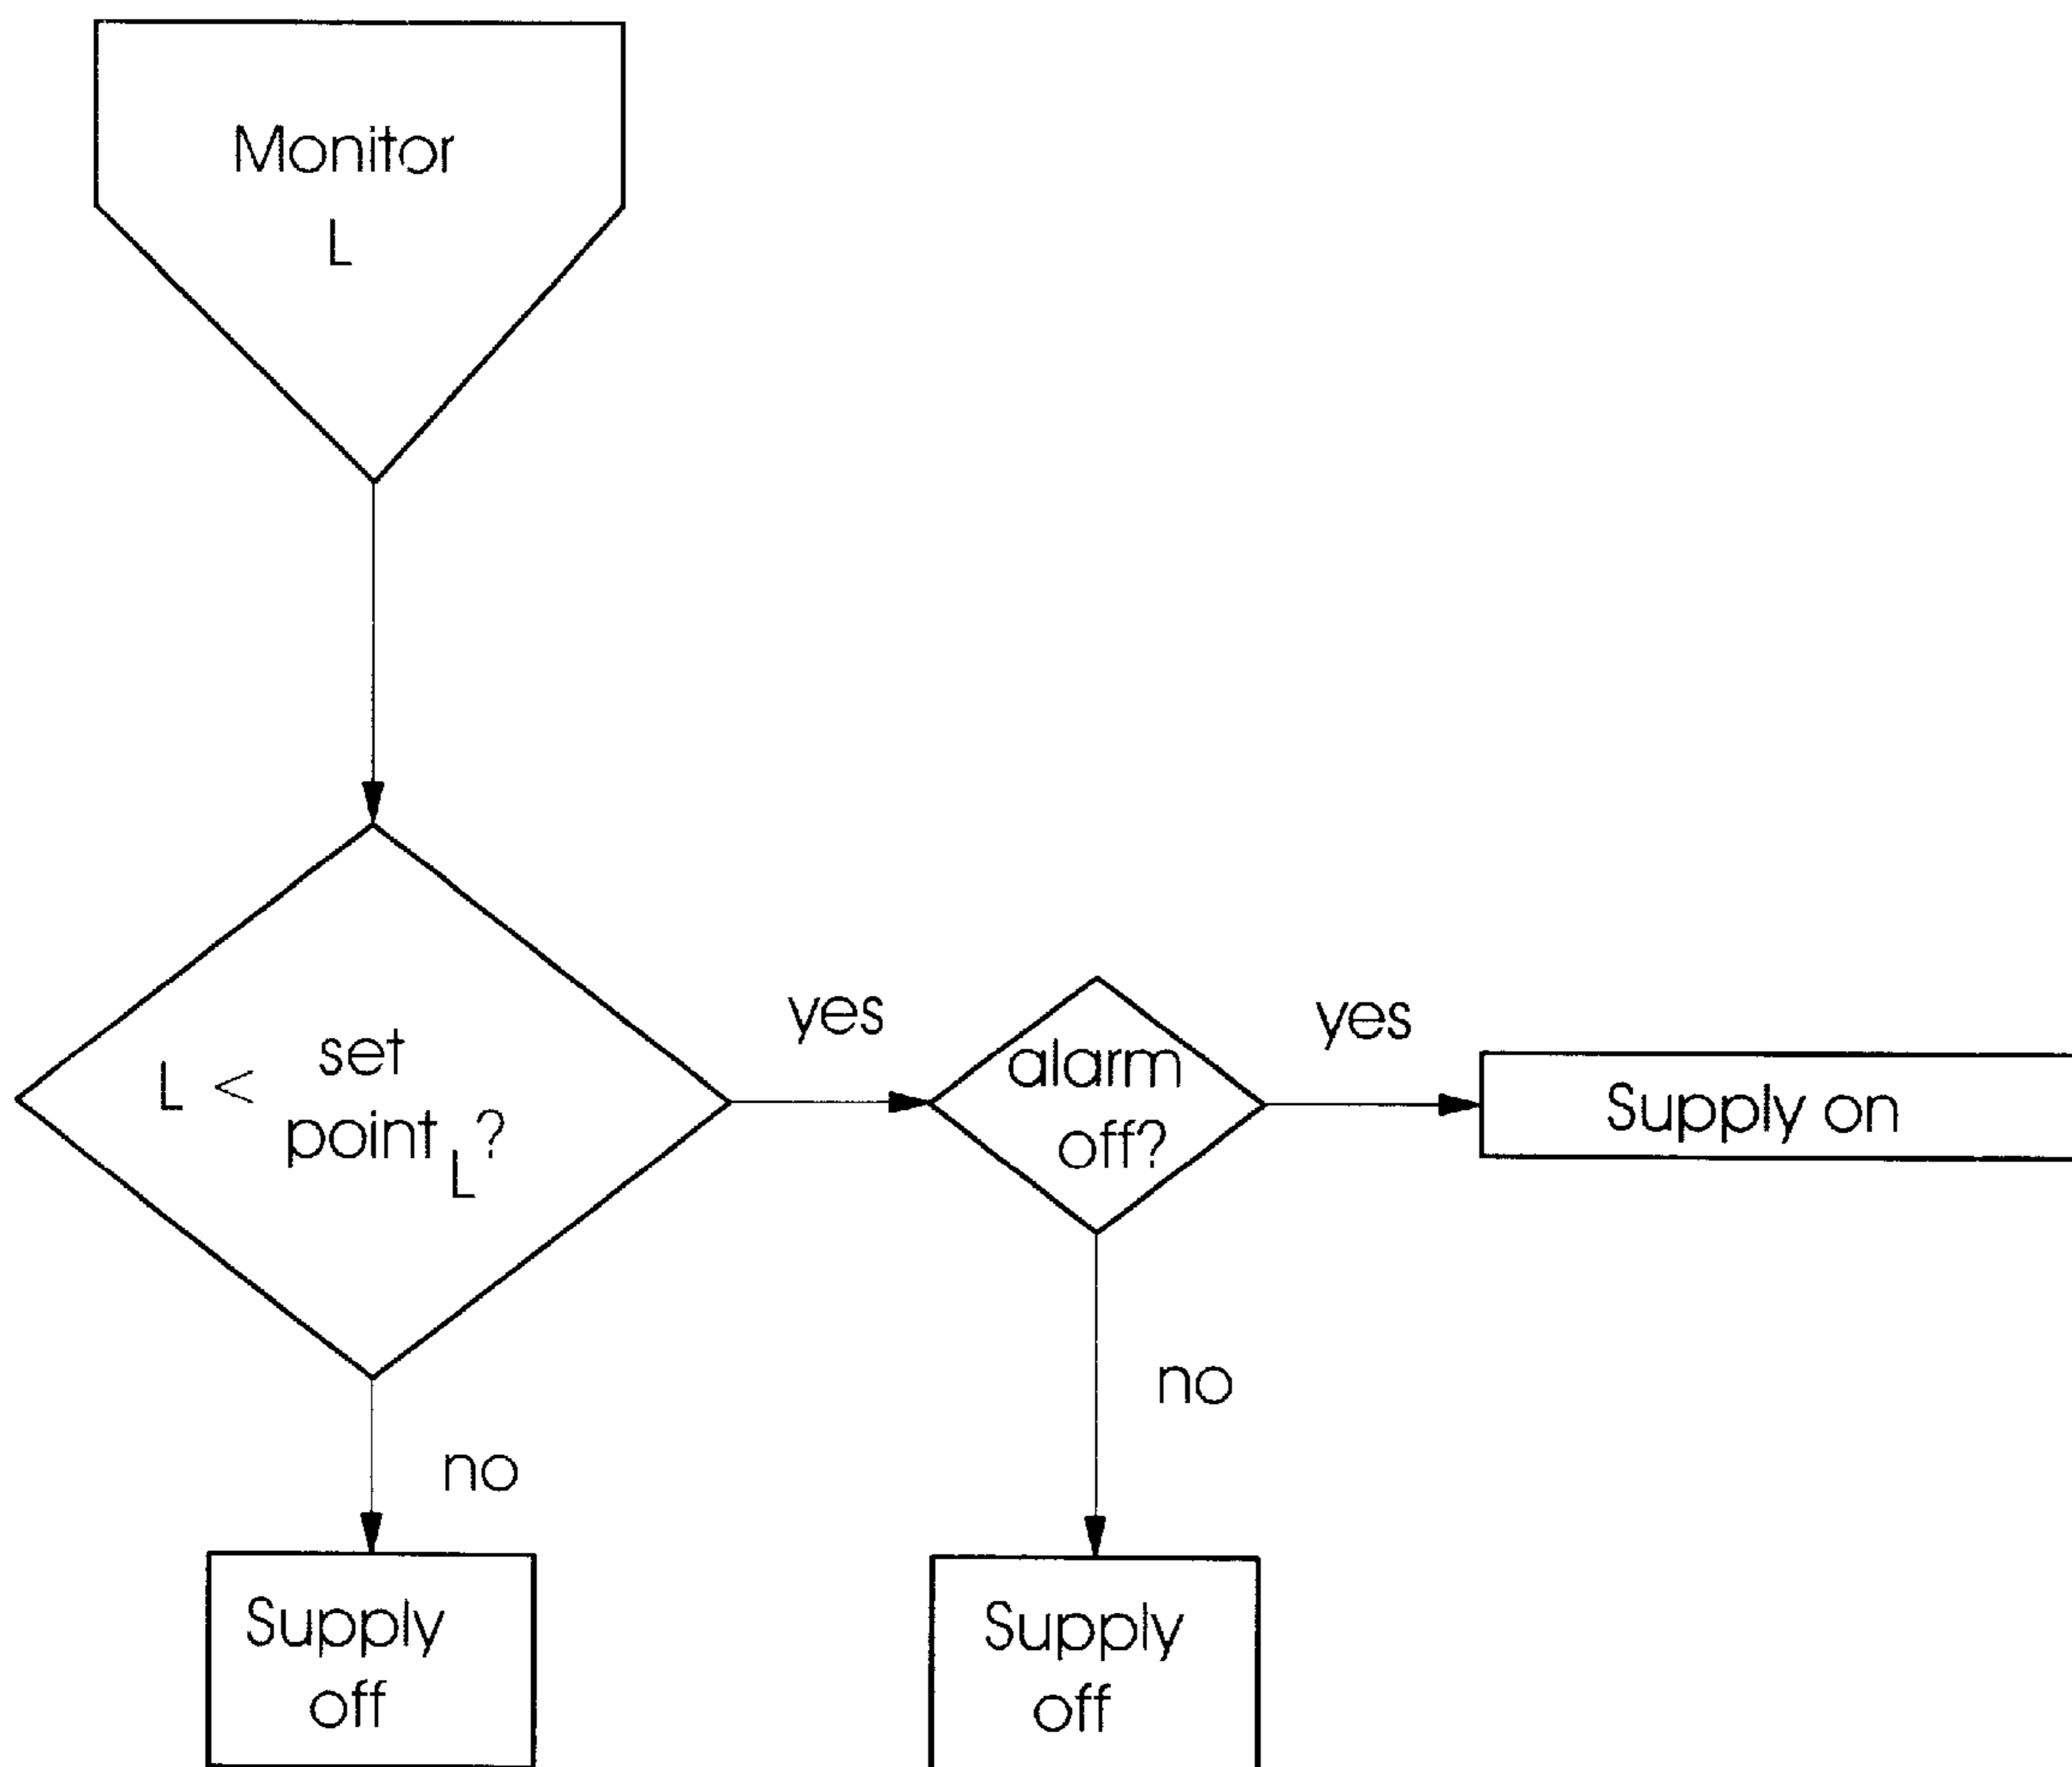 Monitor
L
L < set
point L ?
yes
alarm
off?
yes
Supply on
no
no
Supply
off
Supply
off